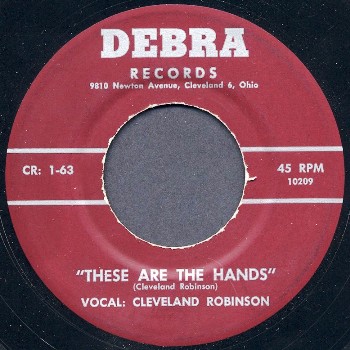 DEBRA
RECORDS
9810 Newton Avenue, Cleveland 6, Ohio
CR: 1-63
45 RPM
10209
"THESE ARE THE HANDS"
(Cleveland Robinson)
VOCAL: CLEVELAND ROBINSON